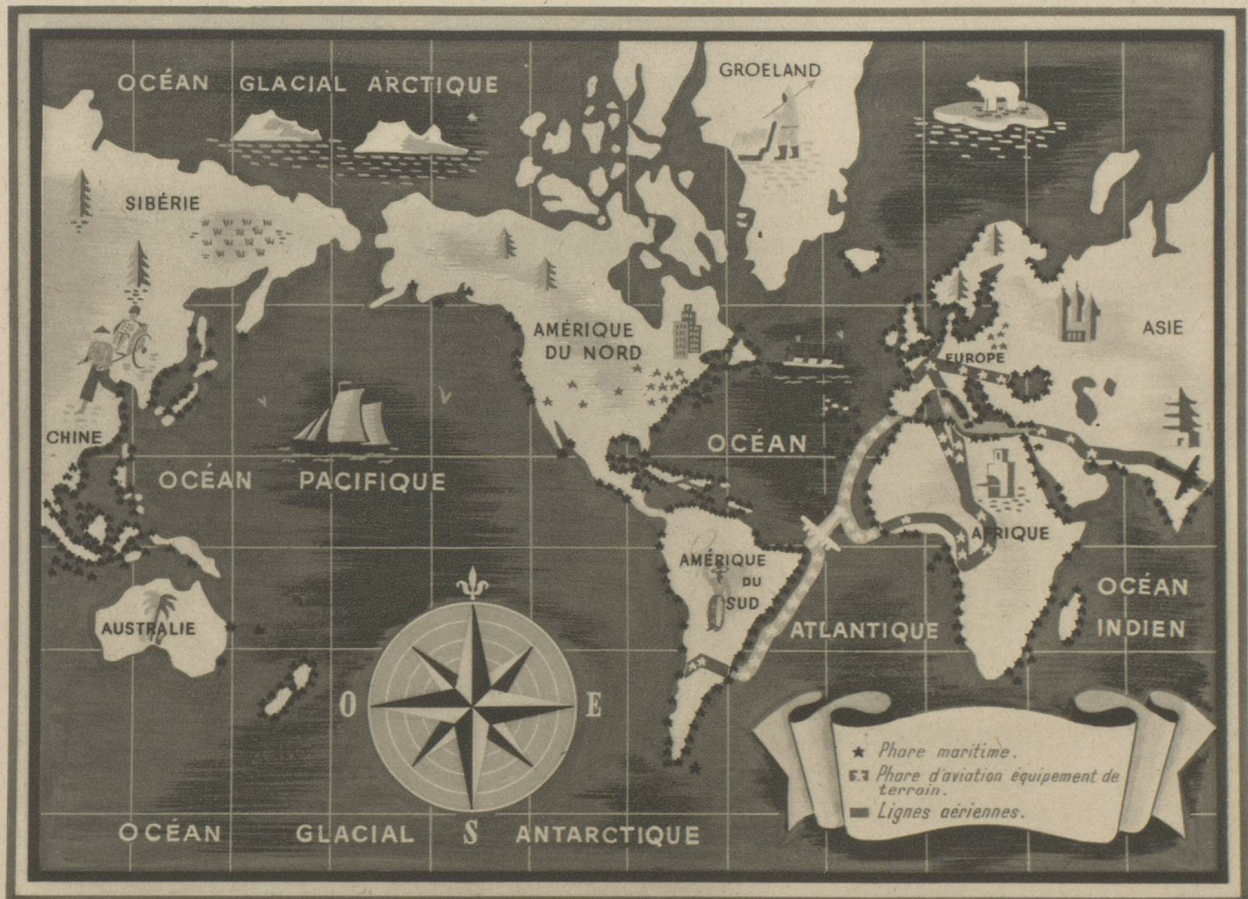 OCÉAN GLACIAL ARCTIQUE
GROELAND
SIBÉRIE
AMÉRIQUE
DU NORD
EUROPE
ASIE
CHINE
OCÉAN PACIFIQUE
OCÉAN
AFRIQUE
AMÉRIQUE
DU
SUD
OCÉAN
INDIEN
AUSTRALIE
ATLANTIQUE
O
E
S
Phare maritime.
Phare d'aviation équipement de
terrain.
Lignes aériennes.
OCÉAN GLACIAL ANTARCTIQUE